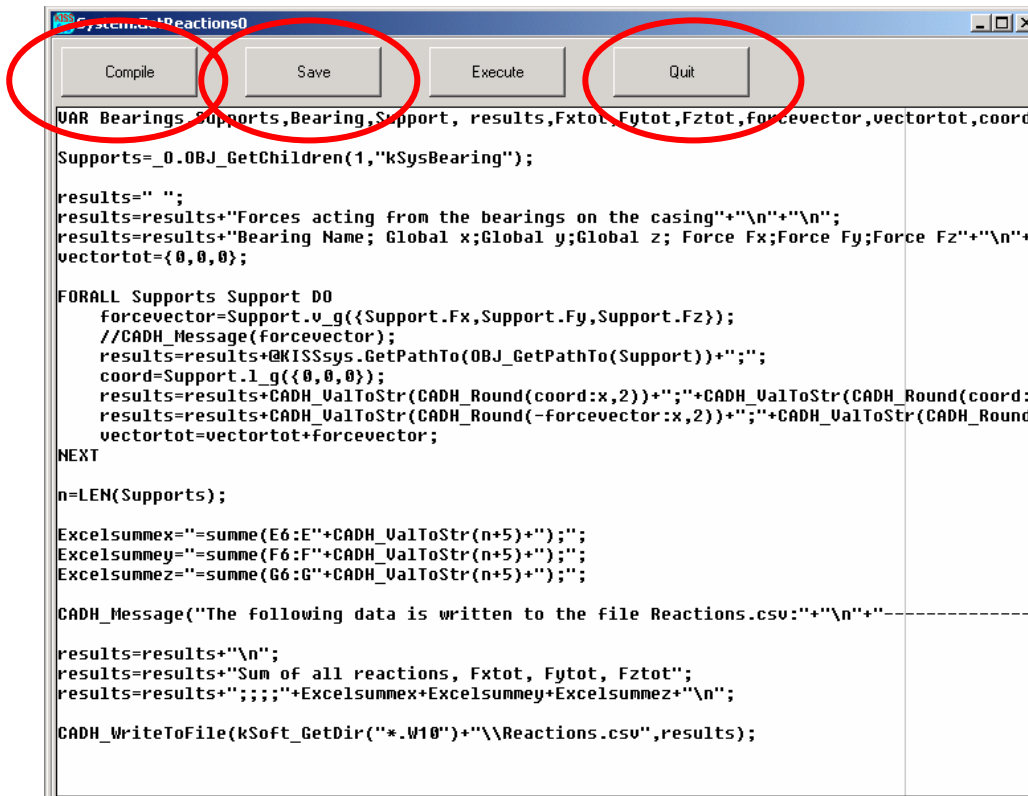 System.GetReactions0
Compile Save Execute Quit
VAR Bearings,Supports,Bearing,Support, results,Fxtot,Fytot,Fztot,forcevector,vectortot,coord
Supports=_O.OBJ_GetChildren(1,"kSysBearing");
results=" ";
results=results+"Forces acting from the bearings on the casing"+"\n"+"\n";
results=results+"Bearing Name; Global x;Global y;Global z; Force Fx;Force Fy;Force Fz"+"\n"+
vectortot={0,0,0};
FORALL Supports Support DO
    forcevector=Support.v_g({Support.Fx,Support.Fy,Support.Fz});
    //CADH_Message(forcevector);
    results=results+@KISSsys.GetPathTo(OBJ_GetPathTo(Support))+";";
    coord=Support.l_g({0,0,0});
    results=results+CADH_ValToStr(CADH_Round(coord:x,2))+";"+CADH_ValToStr(CADH_Round(coord:
    results=results+CADH_ValToStr(CADH_Round(-forcevector:x,2))+";"+CADH_ValToStr(CADH_Round
    vectortot=vectortot+forcevector;
NEXT
n=LEN(Supports);
Excelsummex="=summe(E6:E"+CADH_ValToStr(n+5)+");";
Excelsummey="=summe(F6:F"+CADH_ValToStr(n+5)+");";
Excelsummez="=summe(G6:G"+CADH_ValToStr(n+5)+");";
CADH_Message("The following data is written to the file Reactions.csv:"+"\n"+"---------------
results=results+"\n";
results=results+"Sum of all reactions, Fxtot, Fytot, Fztot";
results=results+";;;;"+Excelsummex+Excelsummey+Excelsummez+"\n";
CADH_WriteToFile(kSoft_GetDir("*.W10")+"\\Reactions.csv",results);